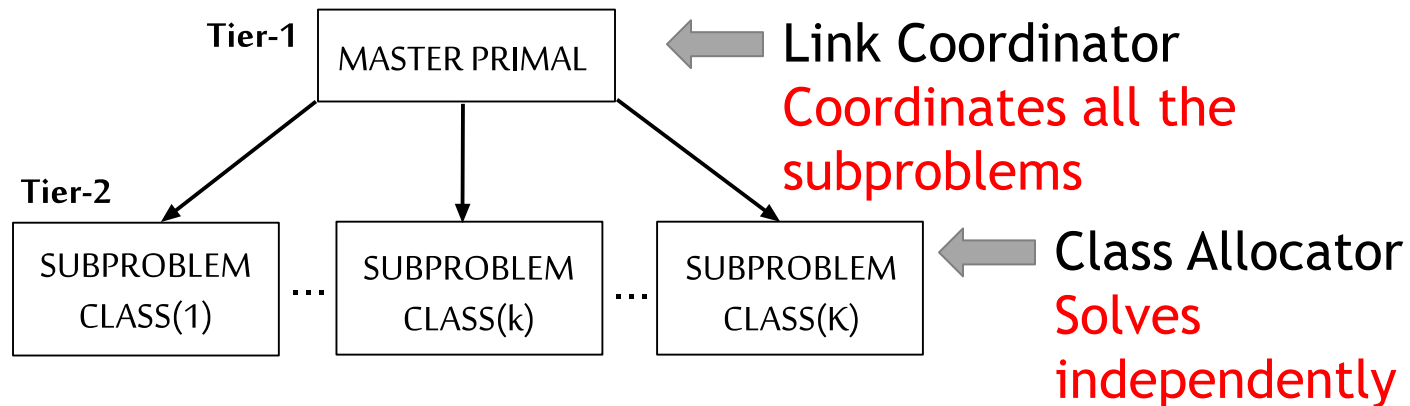 Tier-1
MASTER PRIMAL
Link Coordinator
Coordinates all the
subproblems
Tier-2
SUBPROBLEM
CLASS(1)
...
SUBPROBLEM
CLASS(k)
...
SUBPROBLEM
CLASS(K)
Class Allocator
Solves
independently